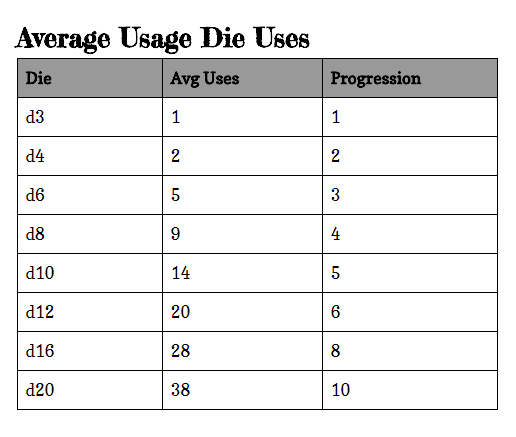 Average Usage Die Uses
Die Avg Uses Progression
d3 1 1
d4 2 2
d6 5 3
d8 9 4
d10 14 5
d12 20 6
d16 28 8
d20 38 10